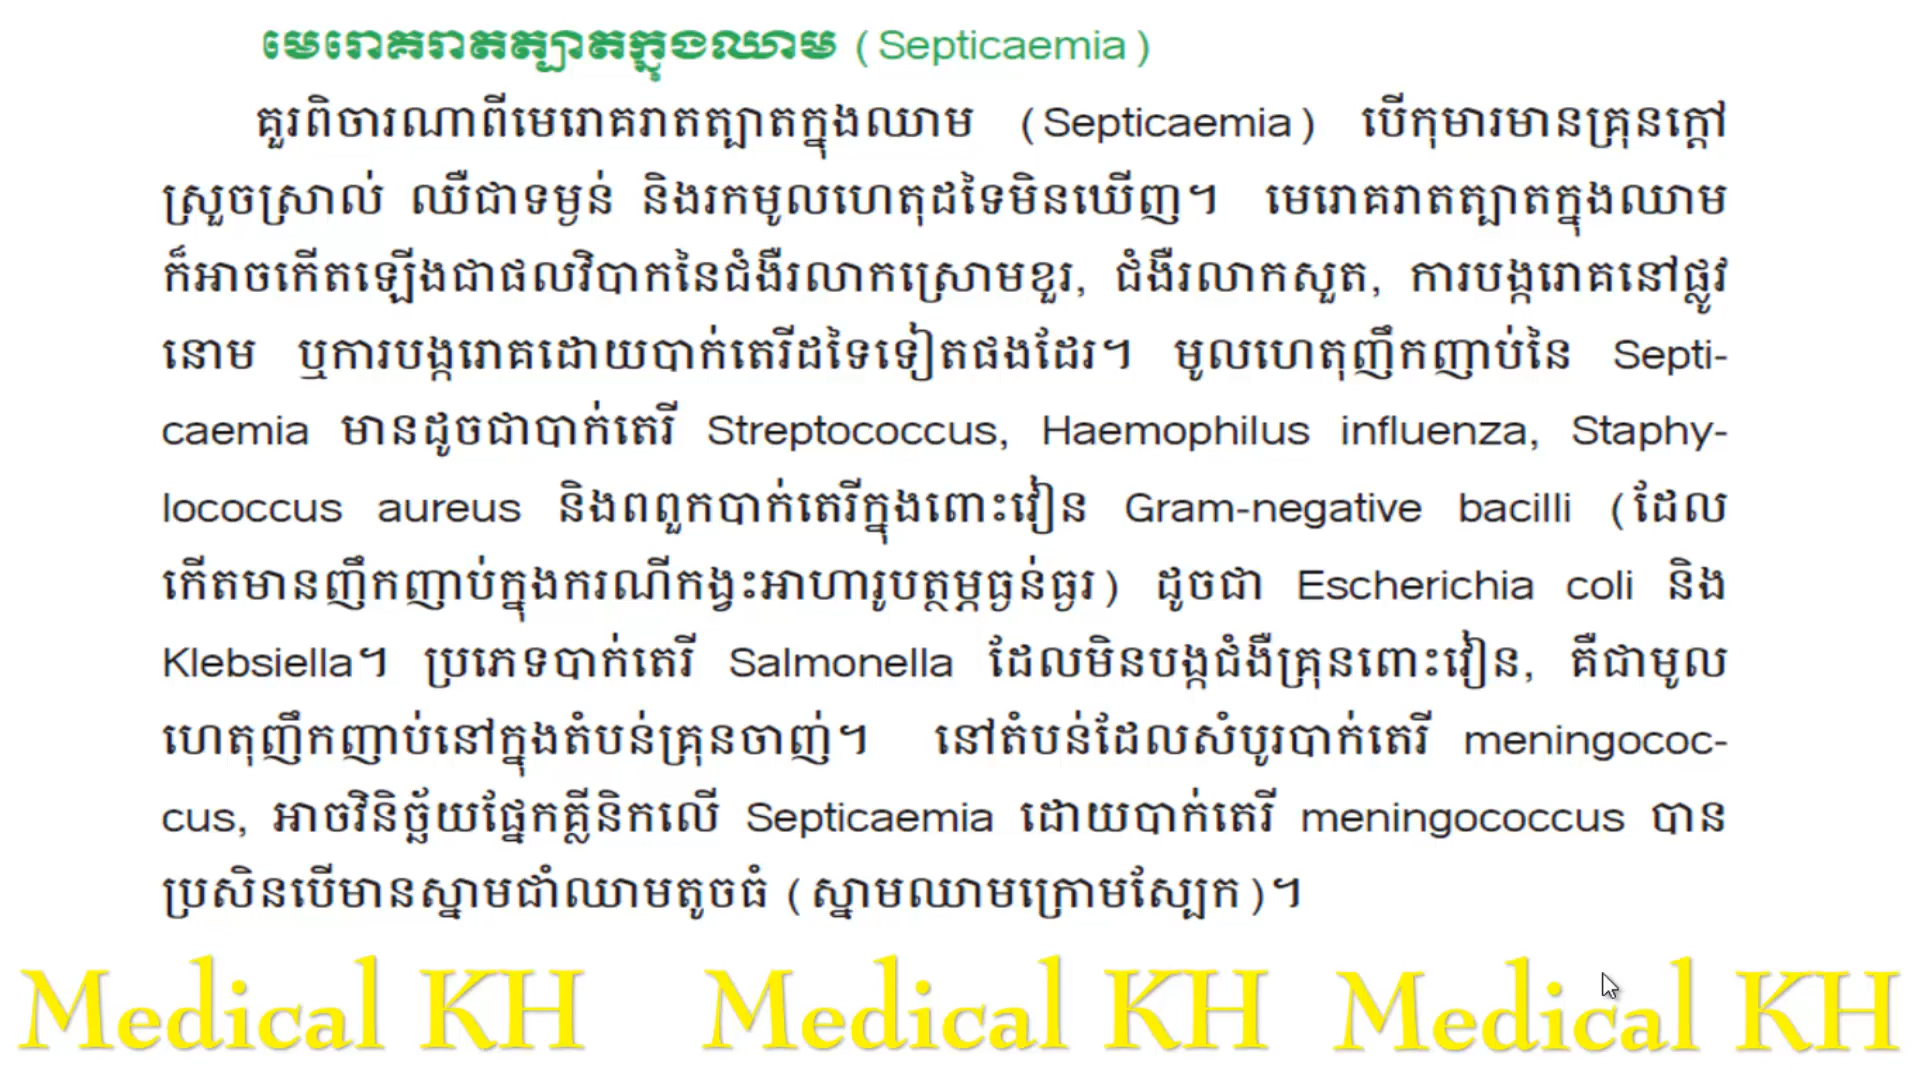 មេរោគរាតត្បាតក្នុងឈាម (Septicaemia)
គួរពិចារណាពីមេរោគរាតត្បាតក្នុងឈាម (Septicaemia) បើកុមារមានគ្រុនក្តៅ
ស្រួចស្រាល់ ឈឺជាទម្ងន់ និងរកមូលហេតុដទៃមិនឃើញ។ មេរោគរាតត្បាតក្នុងឈាម
ក៏អាចកើតឡើងជាផលវិបាកនៃជំងឺរលាកស្រោមខួរ, ជំងឺរលាកសួត, ការបង្ករោគនៅផ្លូវ
នោម ឬការបង្ករោគដោយបាក់តេរីដទៃទៀតផងដែរ។ មូលហេតុញឹកញាប់នៃ Septi-
caemia មានដូចជាបាក់តេរី Streptococcus, Haemophilus influenza, Staphy-
lococcus aureus និងពពួកបាក់តេរីក្នុងពោះវៀន Gram-negative bacilli (ដែល
កើតមានញឹកញាប់ក្នុងករណីកង្វះអាហារូបត្ថម្ភធ្ងន់ធ្ងរ) ដូចជា Escherichia coli និង
Klebsiella។ ប្រភេទបាក់តេរី Salmonella ដែលមិនបង្កជំងឺគ្រុនពោះវៀន, គឺជាមូល
ហេតុញឹកញាប់នៅក្នុងតំបន់គ្រុនចាញ់។ នៅតំបន់ដែលសំបូរបាក់តេរី meningococ-
cus, អាចវិនិច្ឆ័យផ្នែកគ្លីនិកលើ Septicaemia ដោយបាក់តេរី meningococcus បាន
ប្រសិនបើមានស្នាមជាំឈាមតូចធំ (ស្នាមឈាមក្រោមស្បែក)។
Medical KH Medical KH Medical KH